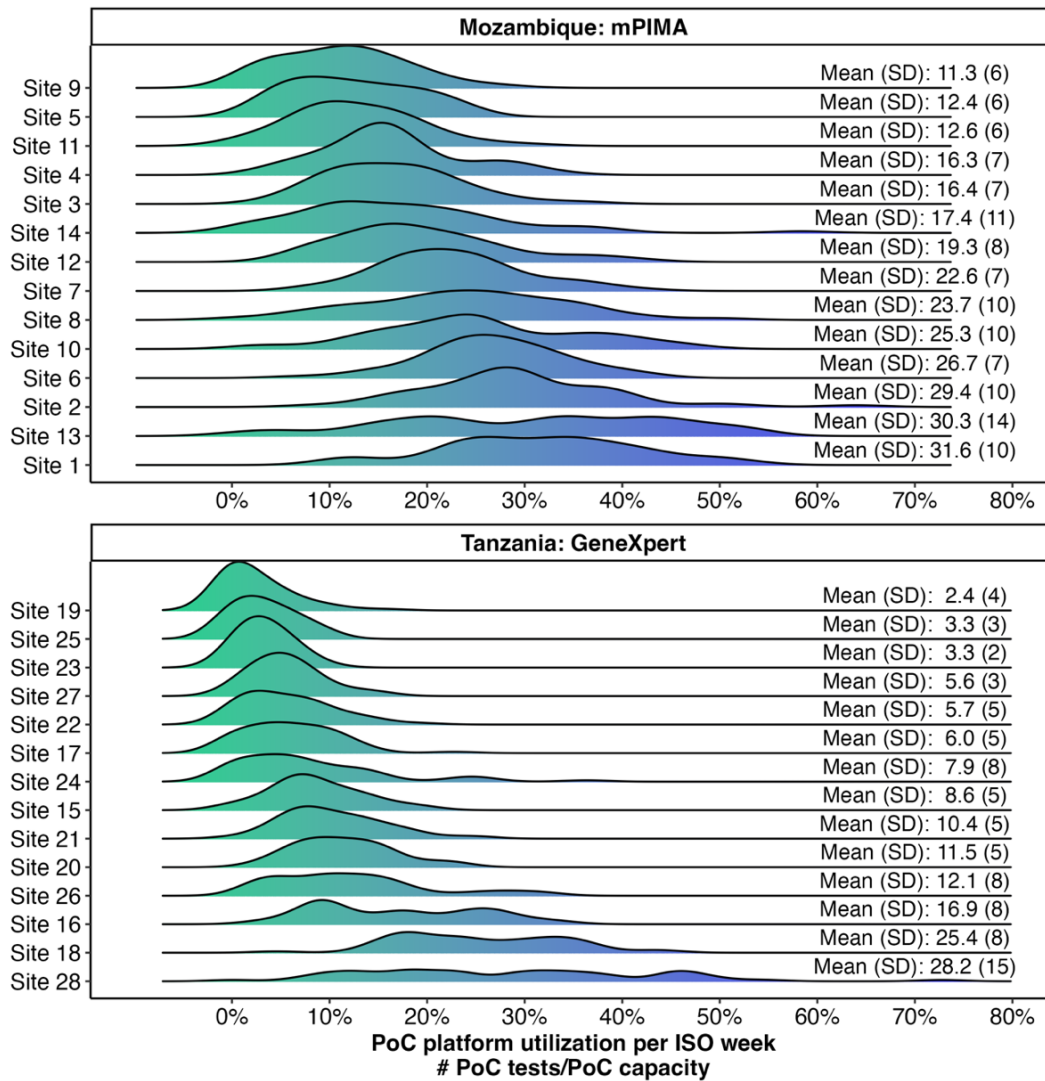 Mozambique: mPIMA
Site 9 Mean (SD): 11.3 (6)
Site 5 Mean (SD): 12.4 (6)
Site 11 Mean (SD): 12.6 (6)
Site 4 Mean (SD): 16.3 (7)
Site 3 Mean (SD): 16.4 (7)
Site 14 Mean (SD): 17.4 (11)
Site 12 Mean (SD): 19.3 (8)
Site 7 Mean (SD): 22.6 (7)
Site 8 Mean (SD): 23.7 (10)
Site 10 Mean (SD): 25.3 (10)
Site 6 Mean (SD): 26.7 (7)
Site 2 Mean (SD): 29.4 (10)
Site 13 Mean (SD): 30.3 (14)
Site 1 Mean (SD): 31.6 (10)
0% 10% 20% 30% 40% 50% 60% 70% 80%
Tanzania: GeneXpert
Site 19 Mean (SD): 2.4 (4)
Site 25 Mean (SD): 3.3 (3)
Site 23 Mean (SD): 3.3 (2)
Site 27 Mean (SD): 5.6 (3)
Site 22 Mean (SD): 5.7 (5)
Site 17 Mean (SD): 6.0 (5)
Site 24 Mean (SD): 7.9 (8)
Site 15 Mean (SD): 8.6 (5)
Site 21 Mean (SD): 10.4 (5)
Site 20 Mean (SD): 11.5 (5)
Site 26 Mean (SD): 12.1 (8)
Site 16 Mean (SD): 16.9 (8)
Site 18 Mean (SD): 25.4 (8)
Site 28 Mean (SD): 28.2 (15)
0% 10% 20% 30% 40% 50% 60% 70% 80%
PoC platform utilization per ISO week
# PoC tests/PoC capacity